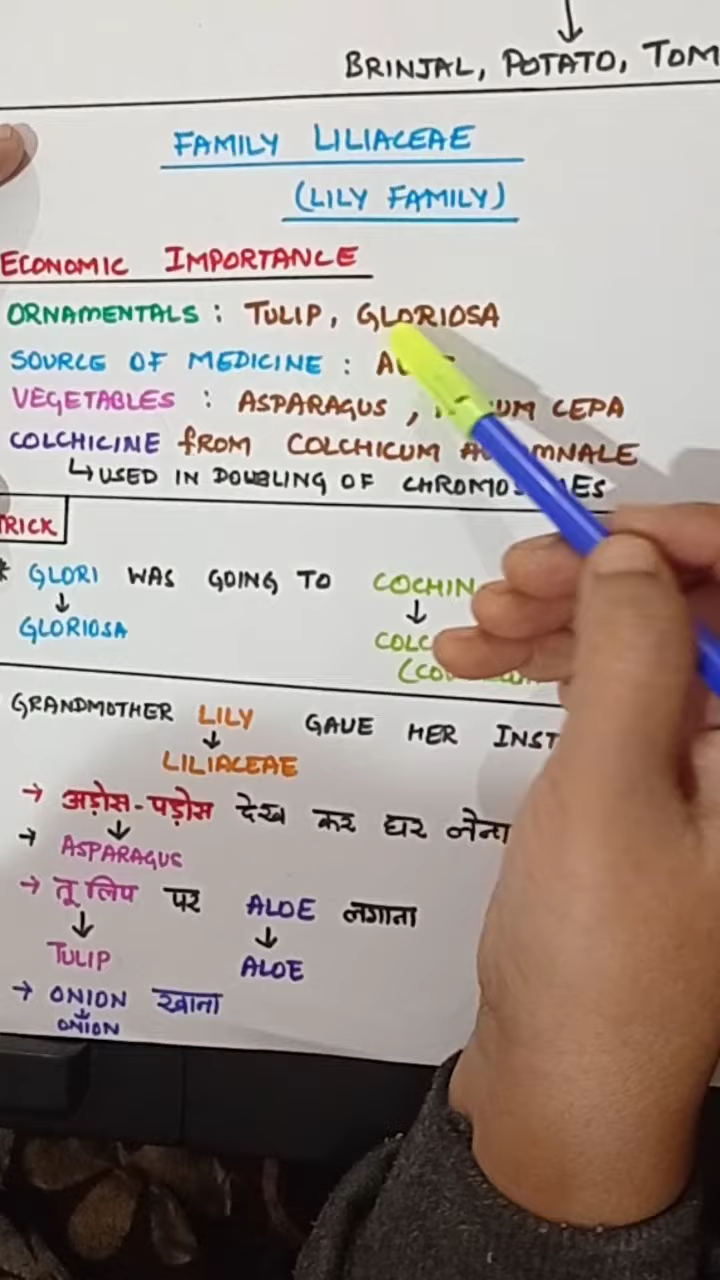 BRINJAL, POTATO, TOM
FAMILY LILIACEAE
(LILY FAMILY)
ECONOMIC IMPORTANCE
ORNAMENTALS : TULIP, GLORIOSA
SOURCE OF MEDICINE :
VEGETABLES : ASPARAGUS , CEPA
COLCHICINE FROM COLCHICUM
↳ USED IN DOUBLING OF
TRICK
* GLORI WAS GOING TO COCHIN
↓ ↓
GLORIOSA
GRANDMOTHER LILY GAVE HER
↓
LILIACEAE
→ अड़ोस-पड़ोस देख कर घर लेना
↓
→ ASPARAGUS
→ तू लिप पर ALOE लगाना
↓ ↓
TULIP ALOE
→ ONION खाना
↓
ONION